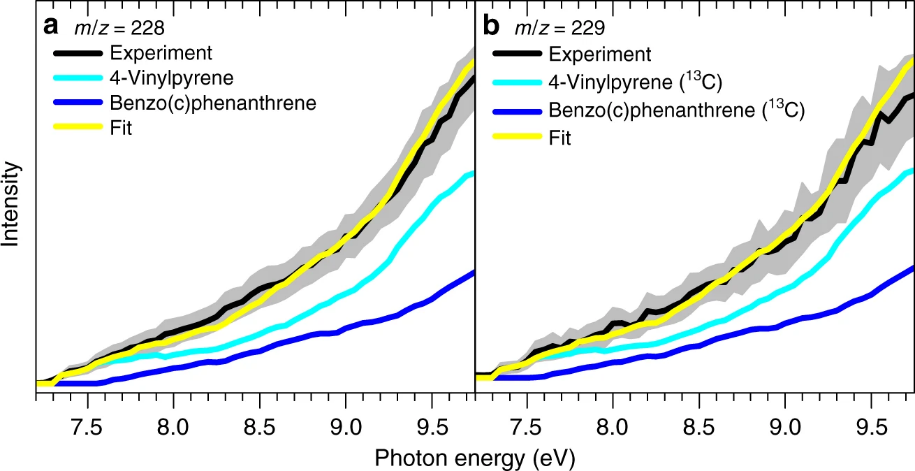 a m/z = 228
Experiment
4-Vinylpyrene
Benzo(c)phenanthrene
Fit
b m/z = 229
Experiment
4-Vinylpyrene (¹³C)
Benzo(c)phenanthrene (¹³C)
Fit
Intensity
7.5 8.0 8.5 9.0 9.5 7.5 8.0 8.5 9.0 9.5
Photon energy (eV)